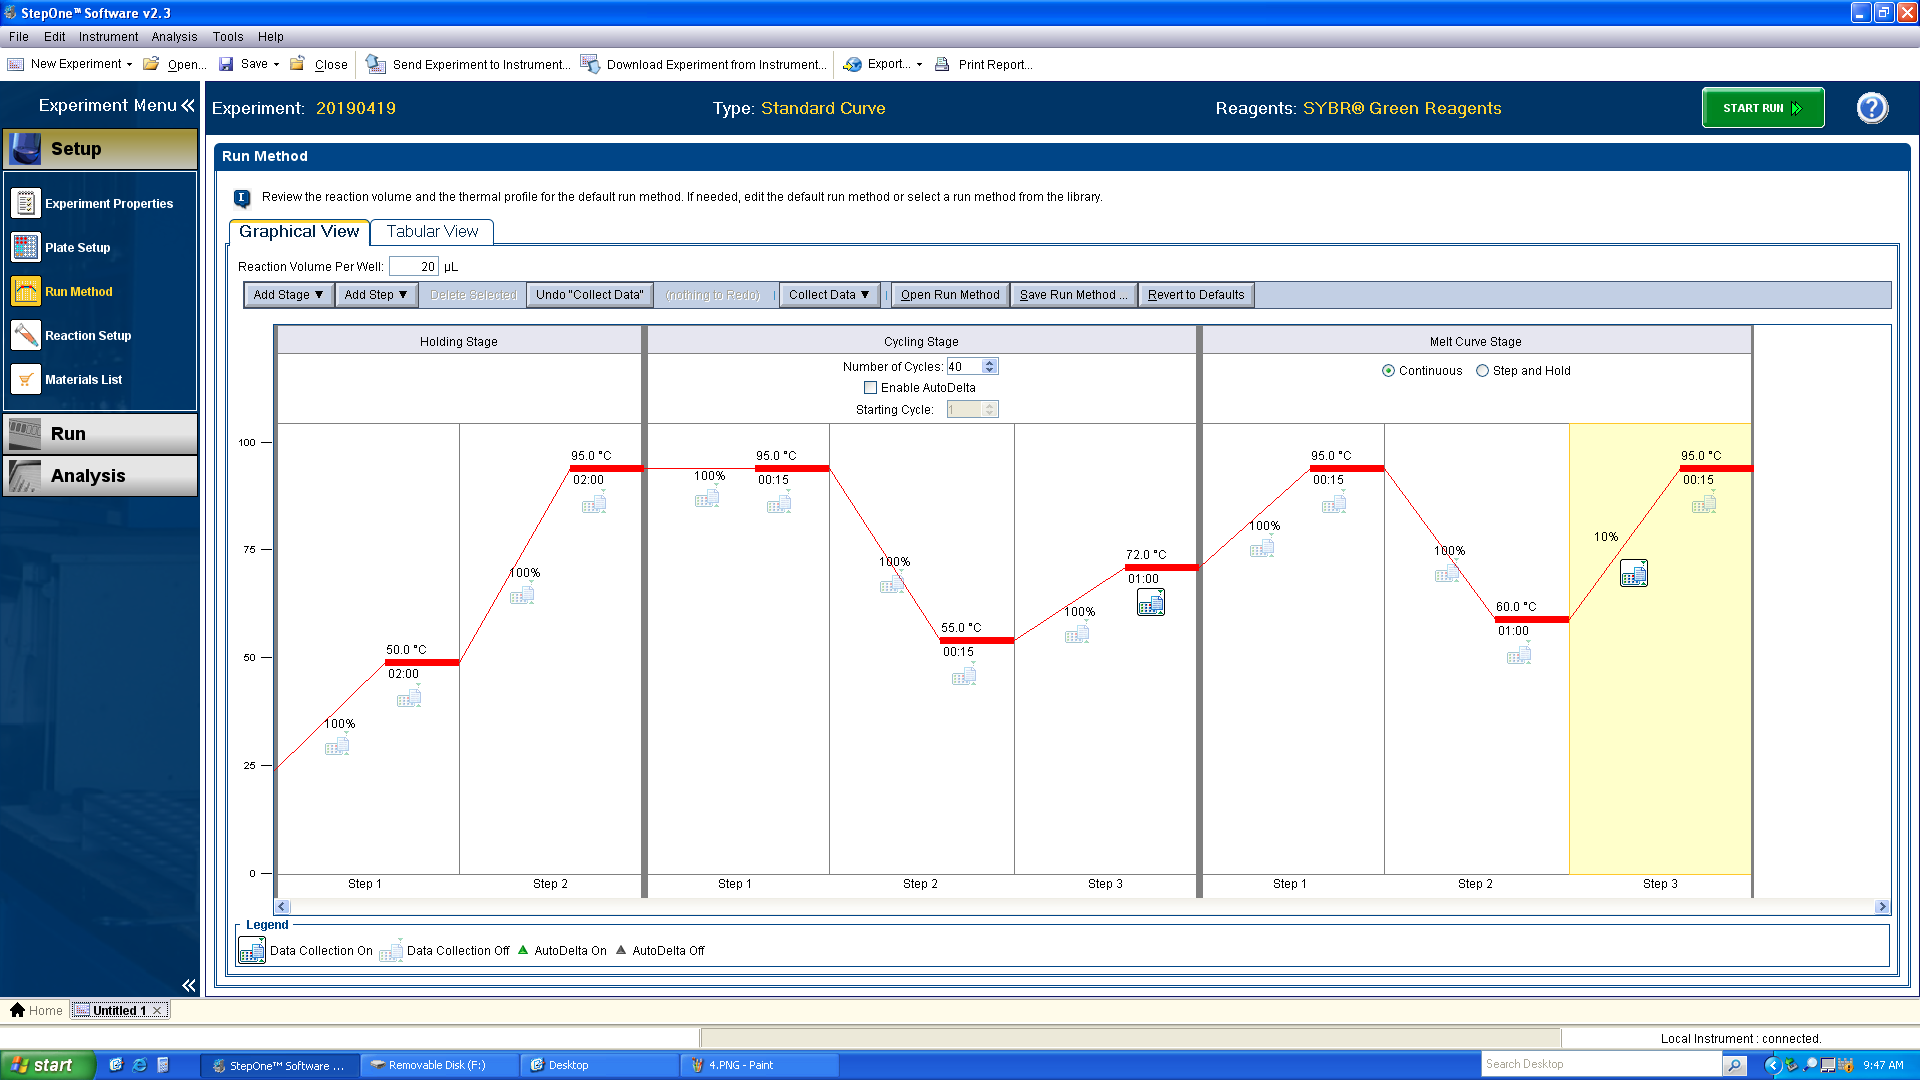 StepOne™ Software v2.3
File Edit Instrument Analysis Tools Help
New Experiment Open... Save Close Send Experiment to Instrument... Download Experiment from Instrument... Export... Print Report...
Experiment Menu «
Experiment: 20190419 Type: Standard Curve Reagents: SYBR® Green Reagents START RUN ?
Setup
Experiment Properties
Plate Setup
Run Method
Reaction Setup
Materials List
Run
Analysis
Run Method
Review the reaction volume and the thermal profile for the default run method. If needed, edit the default run method or select a run method from the library.
Graphical View Tabular View
Reaction Volume Per Well: 20 µL
Add Stage ▼ Add Step ▼ Delete Selected Undo "Collect Data" (nothing to Redo) Collect Data ▼ Open Run Method Save Run Method ... Revert to Defaults
Holding Stage Cycling Stage Melt Curve Stage
Number of Cycles: 40
Enable AutoDelta
Starting Cycle: 1
Continuous Step and Hold
100
75
50
25
0
100%
50.0 °C
02:00
100%
95.0 °C
02:00
100%
95.0 °C
00:15
100%
55.0 °C
00:15
100%
72.0 °C
01:00
100%
95.0 °C
00:15
100%
60.0 °C
01:00
10%
95.0 °C
00:15
Step 1 Step 2 Step 1 Step 2 Step 3 Step 1 Step 2 Step 3
Legend
Data Collection On Data Collection Off AutoDelta On AutoDelta Off
«
Home Untitled 1
Local Instrument : connected.
start StepOne™ Software ... Removable Disk (F:) Desktop 4.PNG - Paint Search Desktop 9:47 AM